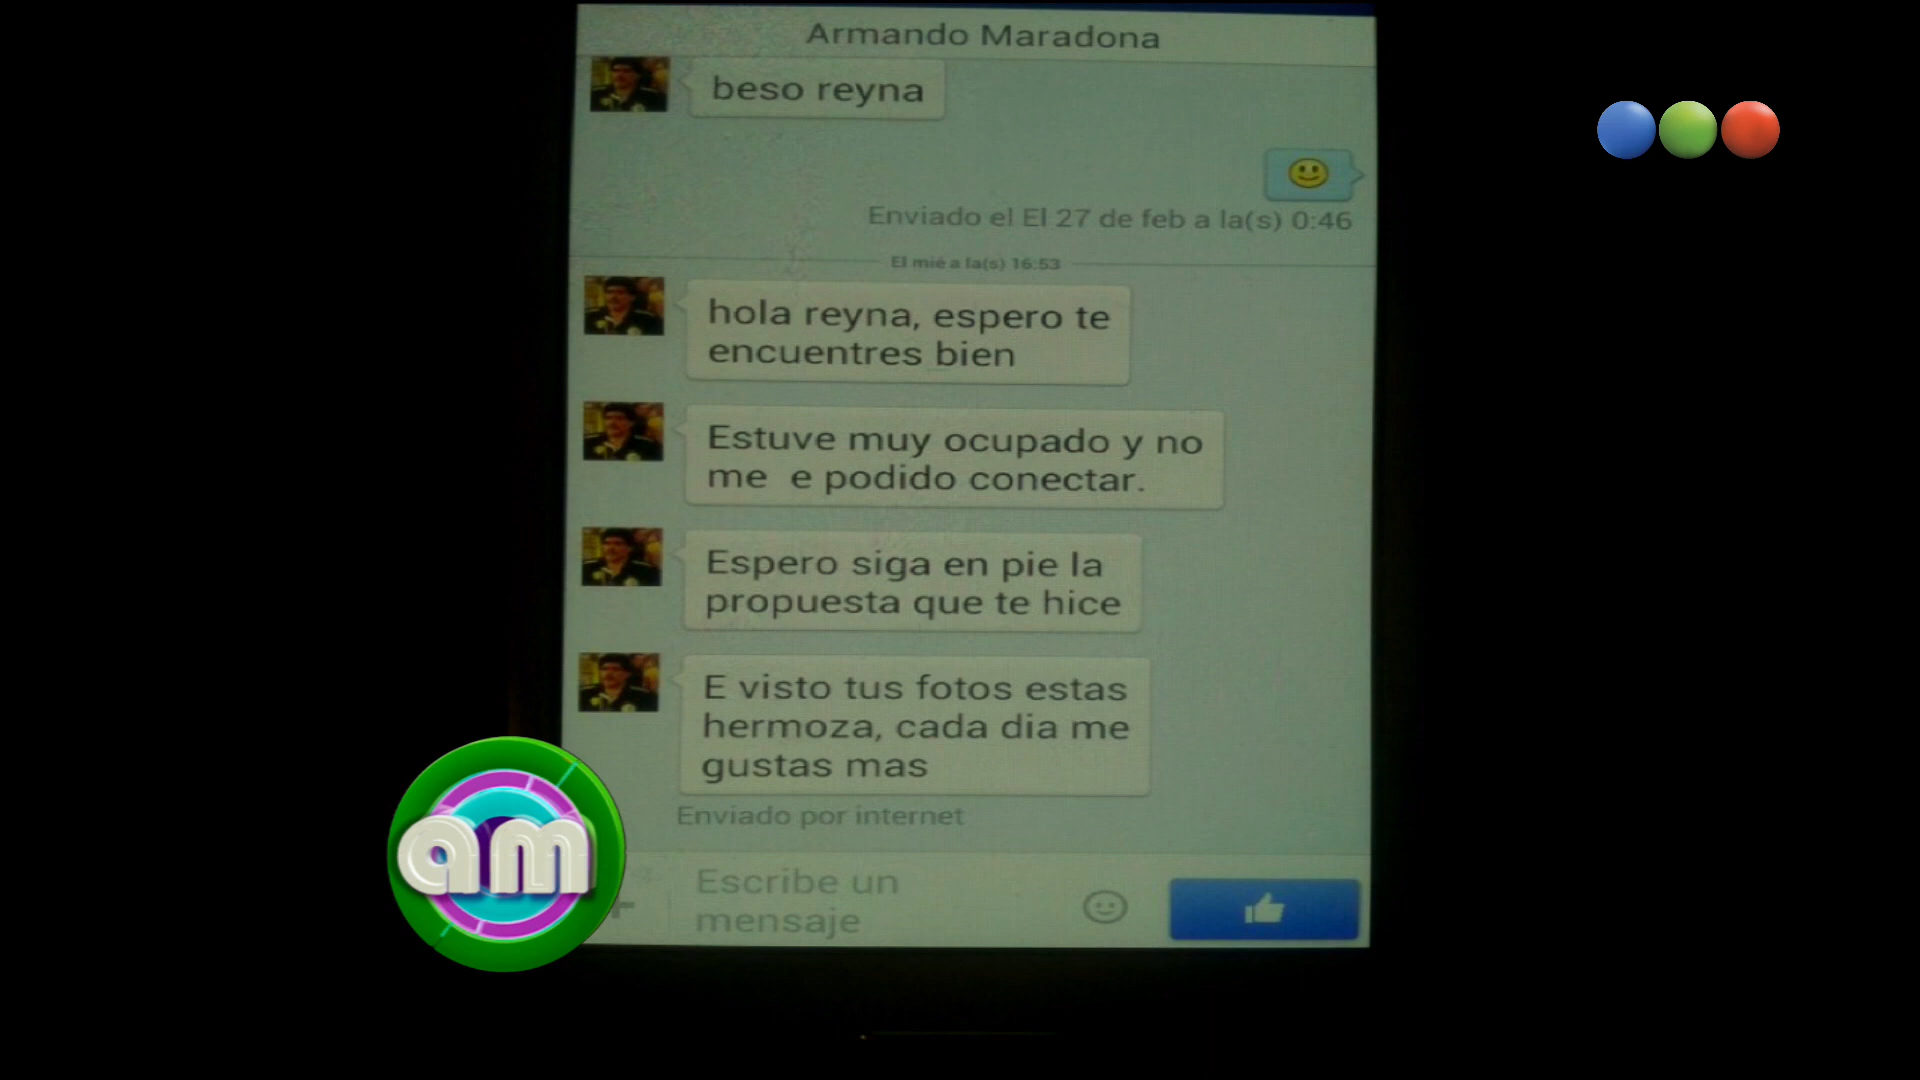 Armando Maradona
beso reyna
Enviado el El 27 de feb a la(s) 0:46
El mié a la(s) 16:53
hola reyna, espero te
encuentres bien
Estuve muy ocupado y no
me  e podido conectar.
Espero siga en pie la
propuesta que te hice
E visto tus fotos estas
hermoza, cada dia me
gustas mas
Enviado por internet
Escribe un
mensaje
am